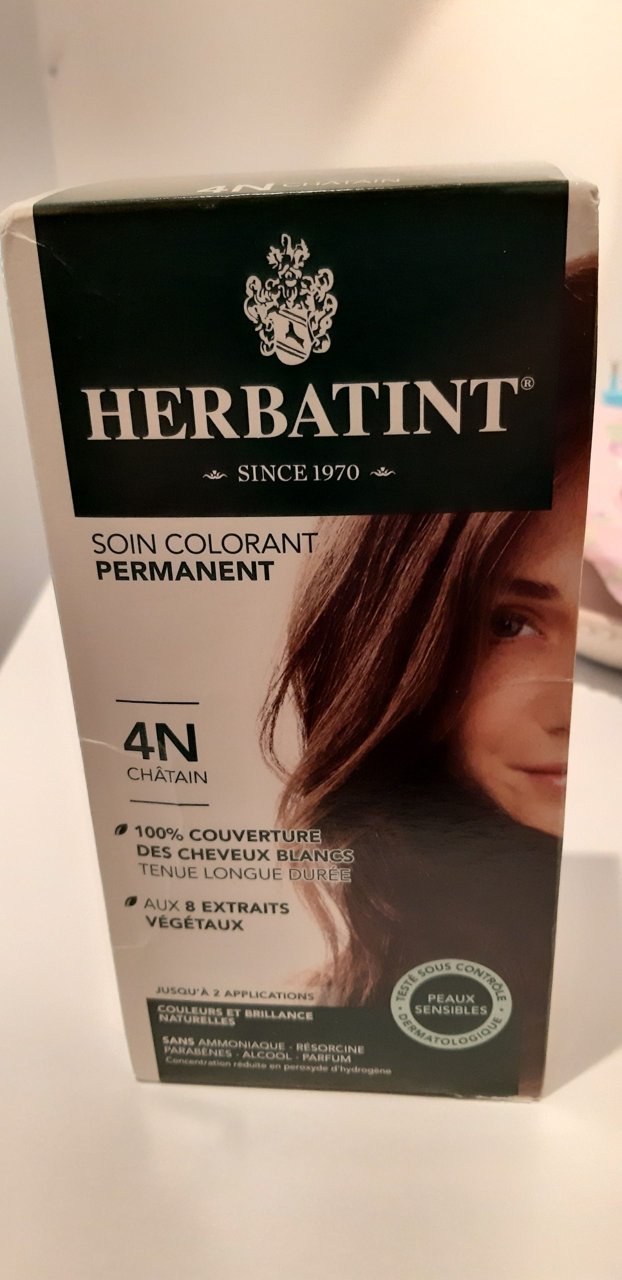 4N CHÂTAIN
HERBATINT®
SINCE 1970
SOIN COLORANT
PERMANENT
4N
CHÂTAIN
100% COUVERTURE
DES CHEVEUX BLANCS
TENUE LONGUE DURÉE
AUX 8 EXTRAITS
VÉGÉTAUX
JUSQU'À 2 APPLICATIONS
COULEURS ET BRILLANCE
NATURELLES
SANS AMMONIAQUE - RÉSORCINE
PARABÈNES - ALCOOL - PARFUM
Concentration réduite en peroxyde d'hydrogène
TESTÉ SOUS CONTRÔLE
PEAUX
SENSIBLES
DERMATOLOGIQUE